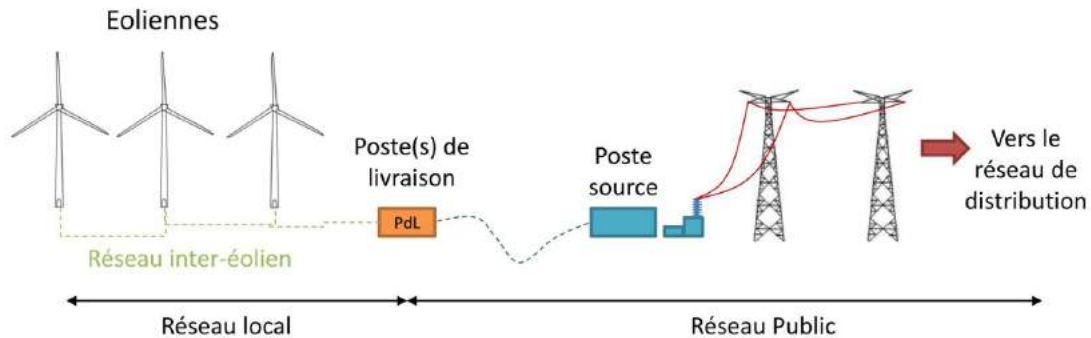 Eoliennes
Poste(s) de
livraison
PdL
Poste
source
Vers le
réseau de
distribution
Réseau inter-éolien
Réseau local
Réseau Public